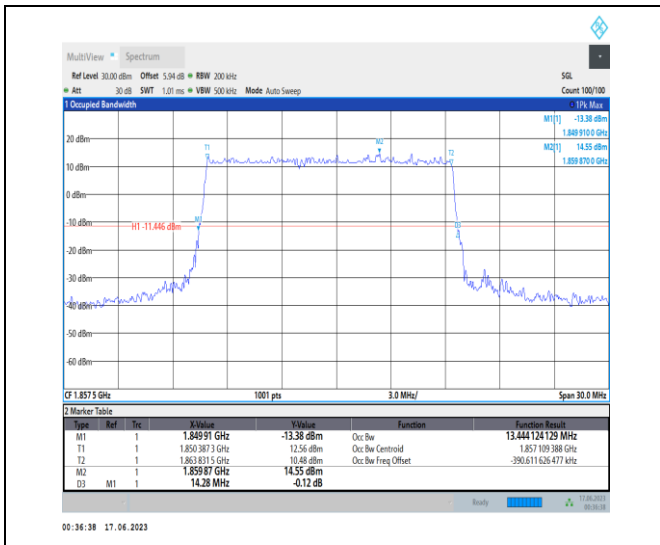 MultiView Spectrum
Ref Level 30.00 dBm Offset 5.94 dB RBW 200 kHz SGL
Att 30 dB SWT 1.01 ms VBW 500 kHz Mode Auto Sweep Count 100/100
1 Occupied Bandwidth 1Pk Max
M1[1] -13.38 dBm
1.849 910 0 GHz
M2[1] 14.55 dBm
1.859 870 0 GHz
20 dBm
T1
M2
T2
10 dBm
0 dBm
-10 dBm
H1 -11.446 dBm
M1
D3
-20 dBm
-30 dBm
-40 dBm
-50 dBm
-60 dBm
CF 1.857 5 GHz 1001 pts 3.0 MHz/ Span 30.0 MHz
2 Marker Table
Type Ref Trc X-Value Y-Value Function Function Result
M1 1 1.849 91 GHz -13.38 dBm Occ Bw 13.444 124 129 MHz
T1 1 1.850 387 3 GHz 12.56 dBm Occ Bw Centroid 1.857 109 388 GHz
T2 1 1.863 831 5 GHz 10.48 dBm Occ Bw Freq Offset -390.611 626 477 kHz
M2 1 1.859 87 GHz 14.55 dBm
D3 M1 1 14.28 MHz -0.12 dB
Ready 17.06.2023
00:36:38
00:36:38 17.06.2023